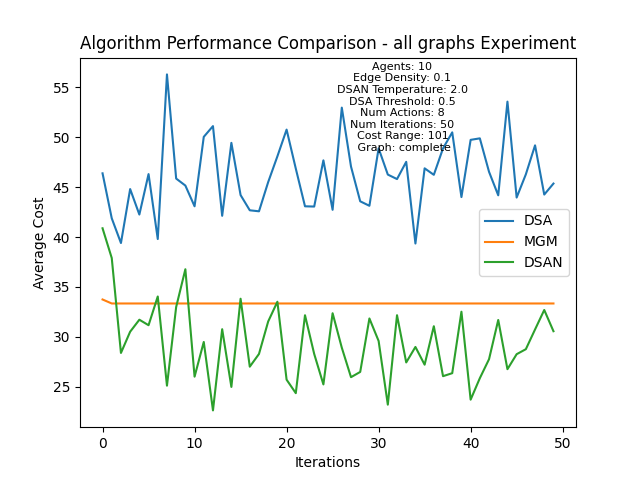 Algorithm Performance Comparison - all graphs Experiment
Agents: 10
Edge Density: 0.1
DSAN Temperature: 2.0
DSA Threshold: 0.5
Num Actions: 8
Num Iterations: 50
Cost Range: 101
Graph: complete
Average Cost
55
50
45
40
35
30
25
DSA
MGM
DSAN
0
10
20
30
40
50
Iterations